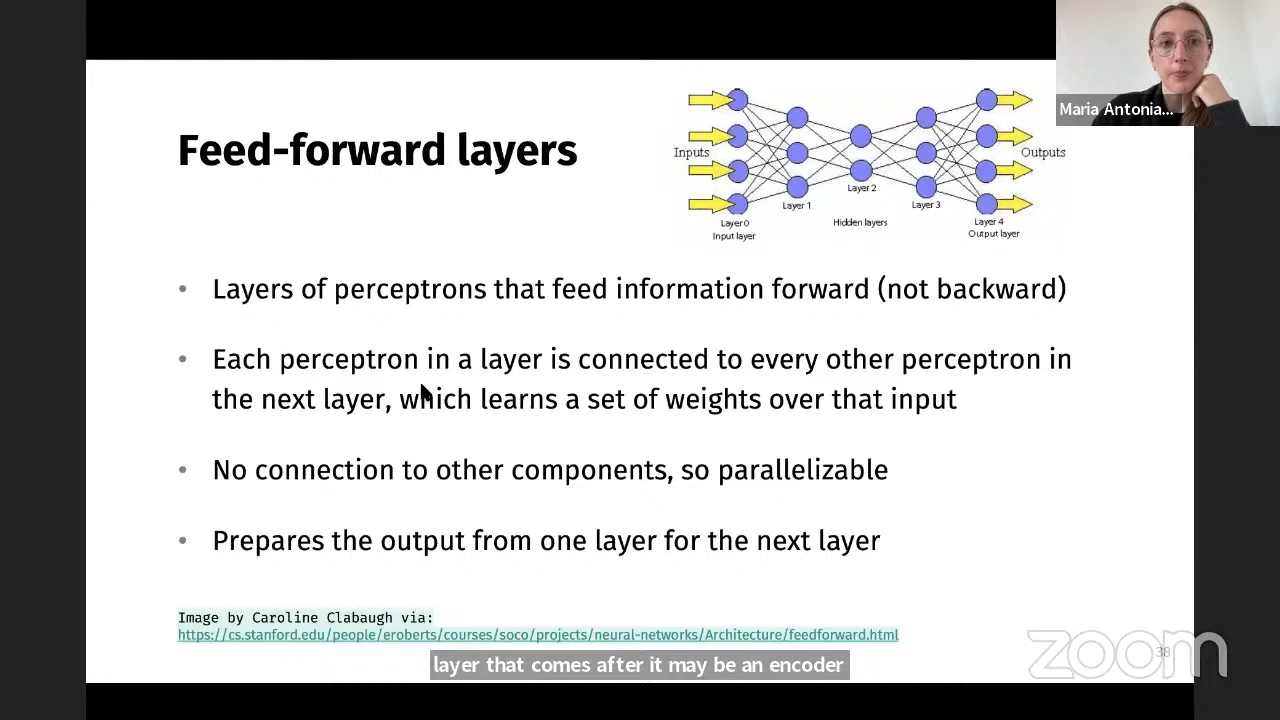 Maria Antonia...
Feed-forward layers
Inputs
Outputs
Layer 0
Input layer
Layer 1
Layer 2
Hidden layers
Layer 3
Layer 4
Output layer
• Layers of perceptrons that feed information forward (not backward)
• Each perceptron in a layer is connected to every other perceptron in
the next layer, which learns a set of weights over that input
• No connection to other components, so parallelizable
• Prepares the output from one layer for the next layer
Image by Caroline Clabaugh via:
https://cs.stanford.edu/people/eroberts/courses/soco/projects/neural-networks/Architecture/feedforward.html
layer that comes after it may be an encoder
zoom
38